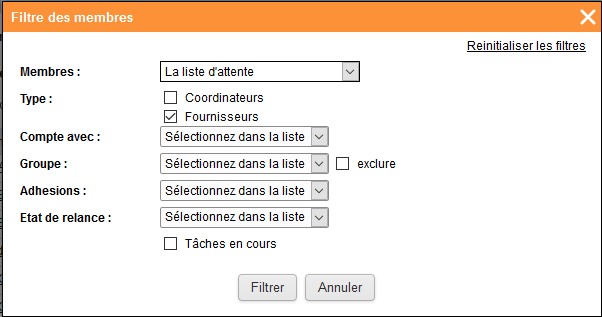 Filtre des membres
Reinitialiser les filtres
Membres : La liste d'attente
Type : Coordinateurs
Fournisseurs
Compte avec : Sélectionnez dans la liste
Groupe : Sélectionnez dans la liste exclure
Adhesions : Sélectionnez dans la liste
Etat de relance : Sélectionnez dans la liste
Tâches en cours
Filtrer Annuler